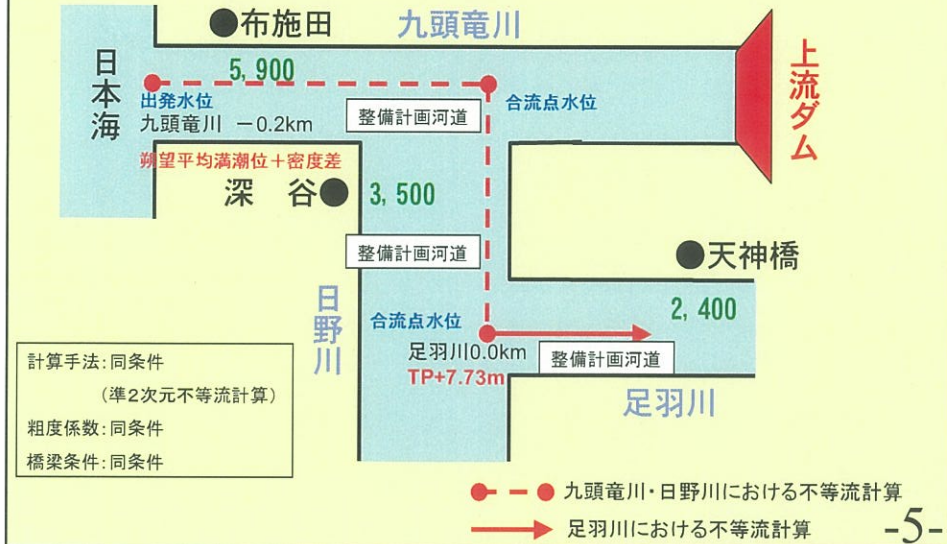 ●布施田
九頭竜川
日本海
5,900
上流ダム
出発水位
九頭竜川 －0.2km
整備計画河道
合流点水位
朔望平均満潮位＋密度差
深 谷●
3,500
整備計画河道
●天神橋
日野川
合流点水位
2,400
足羽川0.0km
TP+7.73m
整備計画河道
足羽川
計算手法:同条件
(準2次元不等流計算)
粗度係数:同条件
橋梁条件:同条件
九頭竜川・日野川における不等流計算
足羽川における不等流計算
-5-